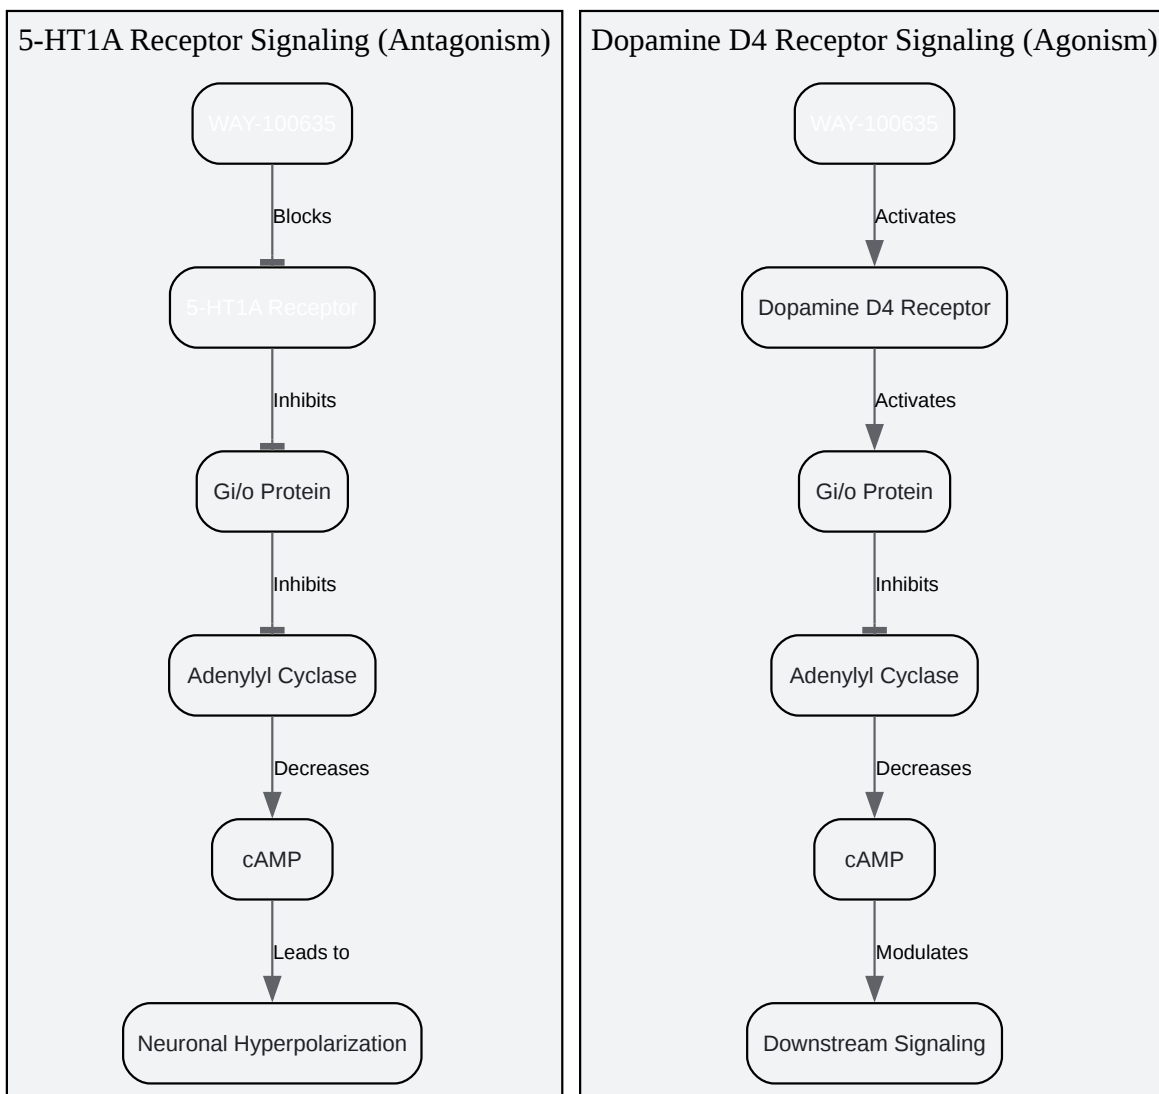 5-HT1A Receptor Signaling (Antagonism)
WAY-100635
Blocks
5-HT1A Receptor
Inhibits
Gi/o Protein
Inhibits
Adenylyl Cyclase
Decreases
cAMP
Leads to
Neuronal Hyperpolarization
Dopamine D4 Receptor Signaling (Agonism)
WAY-100635
Activates
Dopamine D4 Receptor
Activates
Gi/o Protein
Inhibits
Adenylyl Cyclase
Decreases
cAMP
Modulates
Downstream Signaling